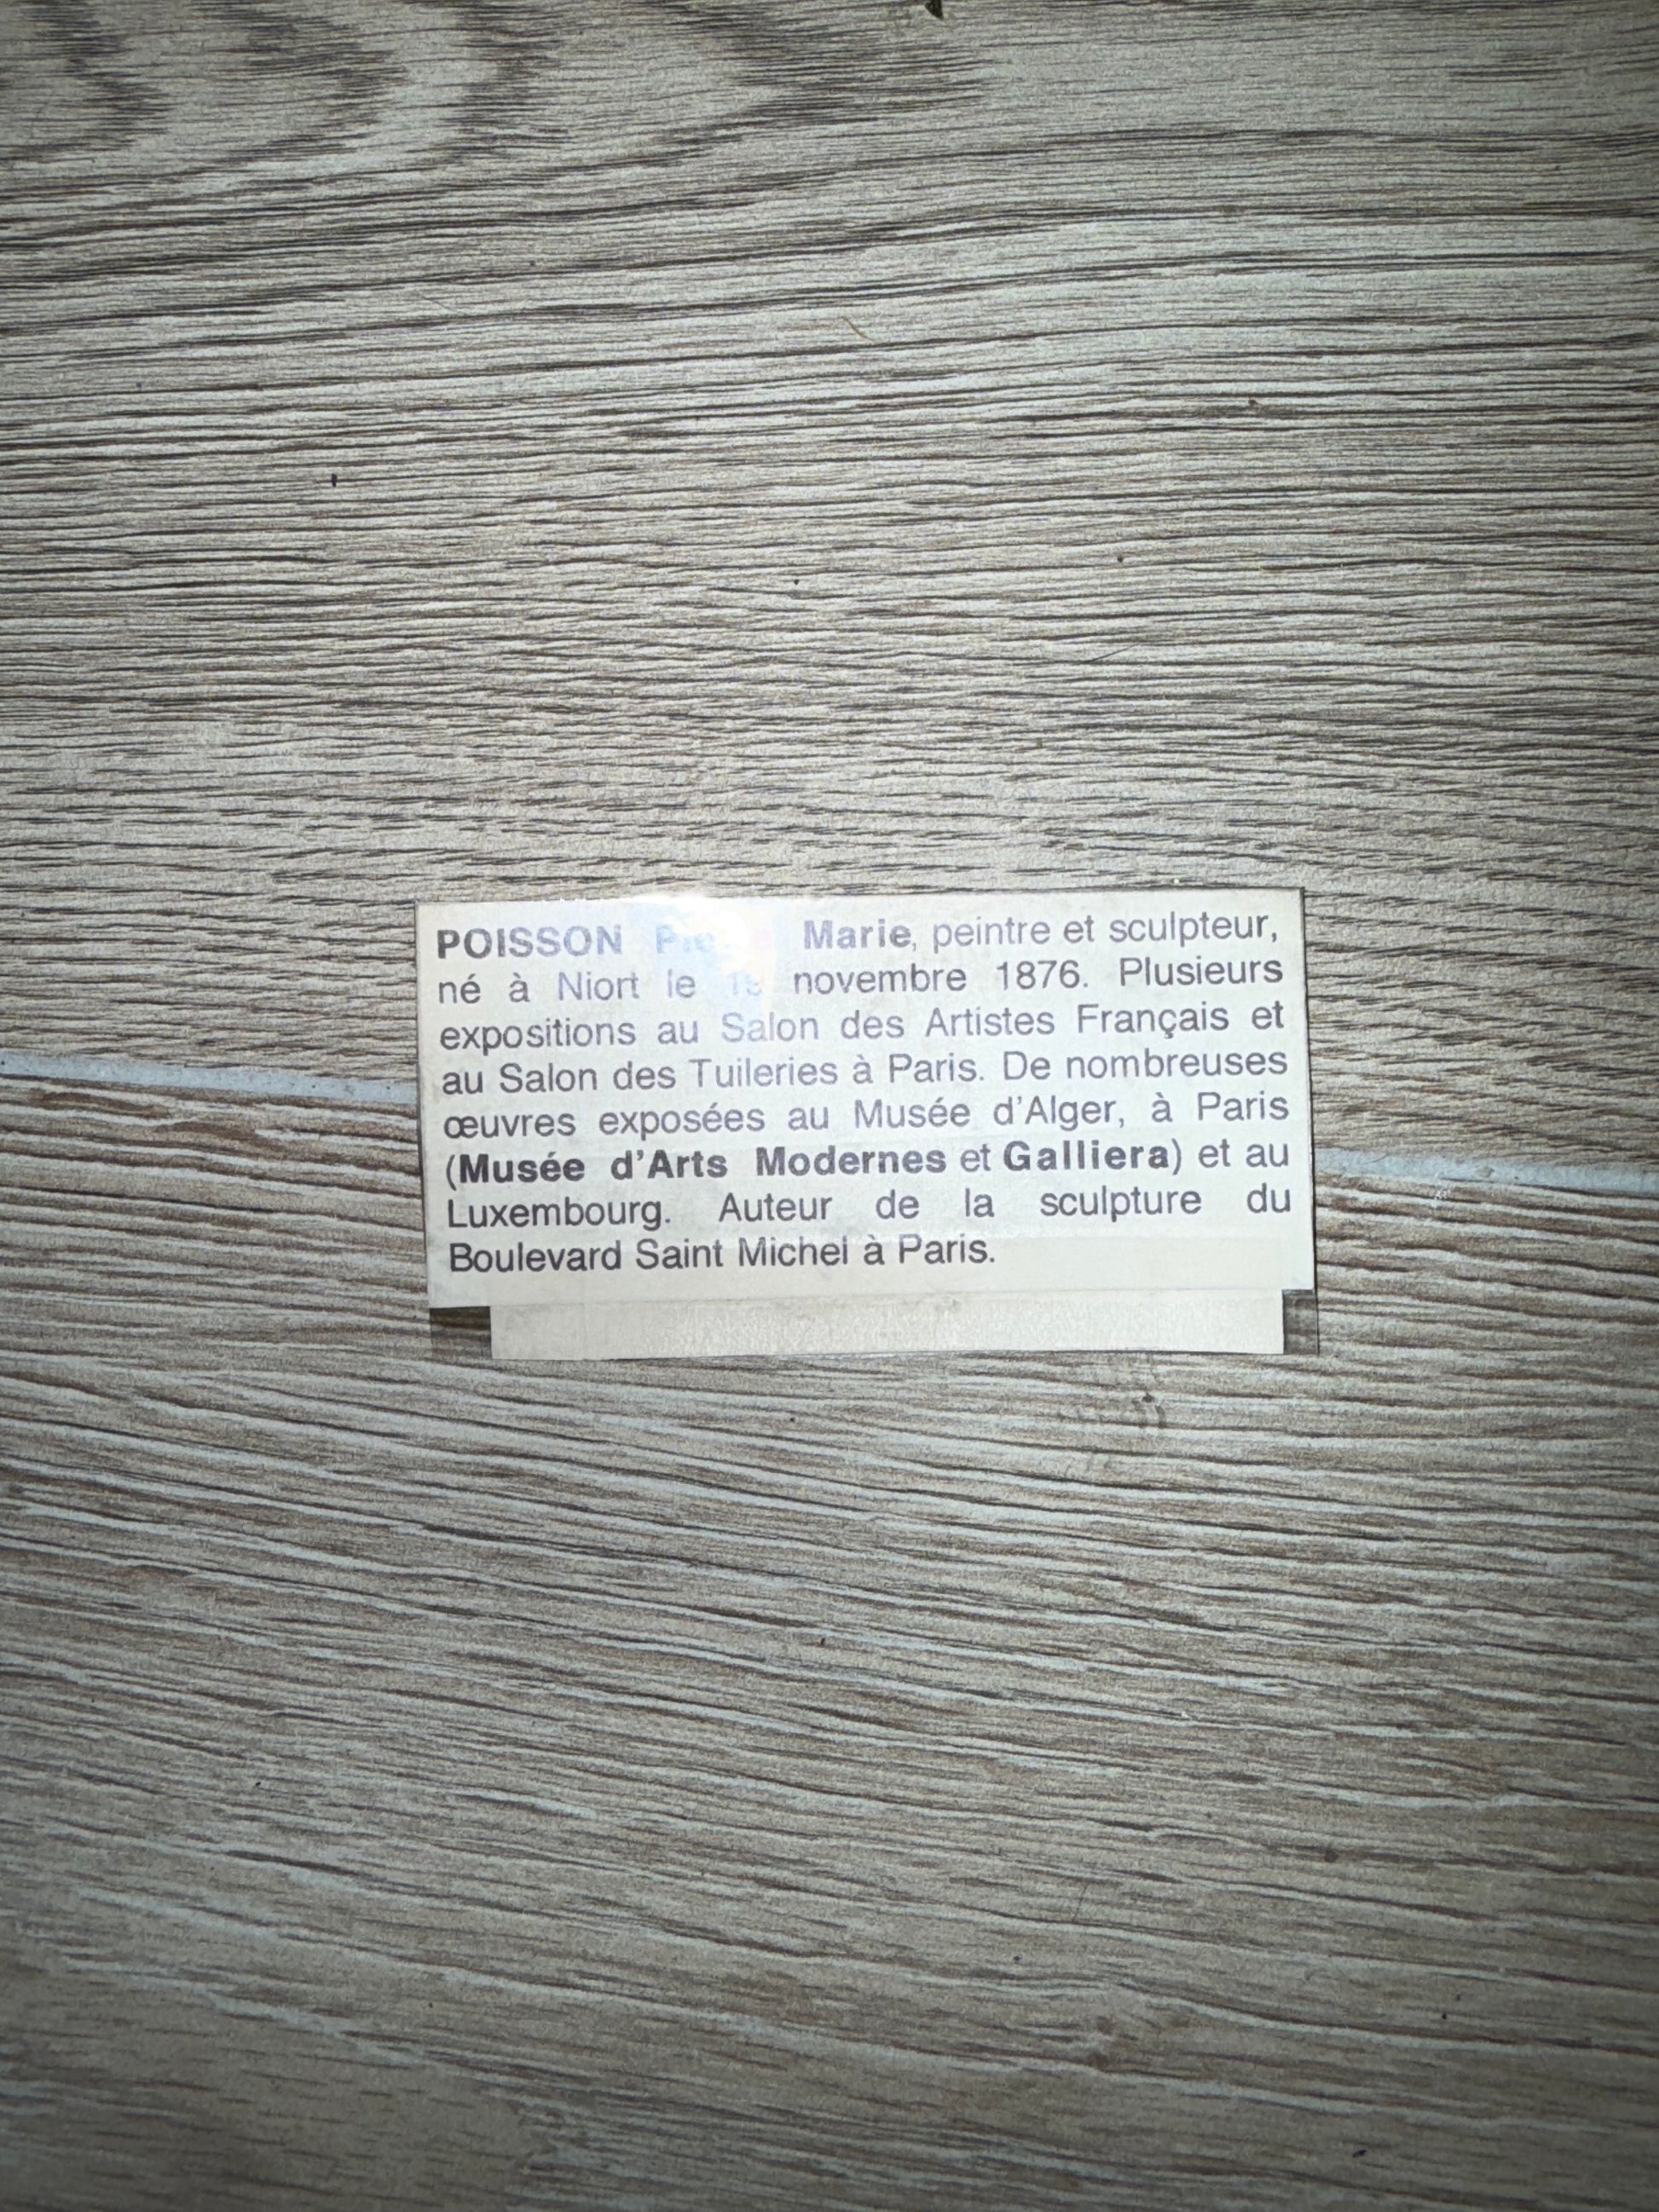 POISSON Marie, peintre et sculpteur,
né à Niort le novembre 1876. Plusieurs
expositions au Salon des Artistes Français et
au Salon des Tuileries à Paris. De nombreuses
œuvres exposées au Musée d'Alger, à Paris
(Musée d'Arts Modernes et Galliera) et au
Luxembourg. Auteur de la sculpture du
Boulevard Saint Michel à Paris.